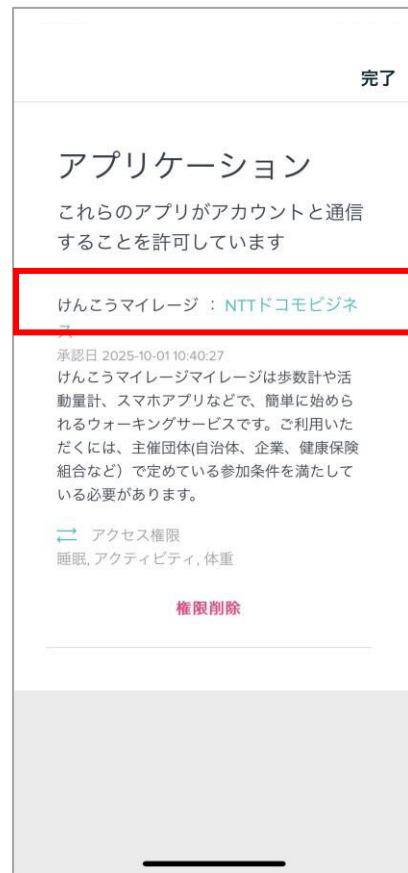 完了
アプリケーション
これらのアプリがアカウントと通信
することを許可しています
けんこうマイレージ ： NTTドコモビジネ
ス
承認日 2025-10-01 10:40:27
けんこうマイレージマイレージは歩数計や活
動量計、スマホアプリなどで、簡単に始めら
れるウォーキングサービスです。ご利用いた
だくには、主催団体(自治体、企業、健康保険
組合など）で定めている参加条件を満たして
いる必要があります。
アクセス権限
睡眠, アクティビティ, 体重
権限削除